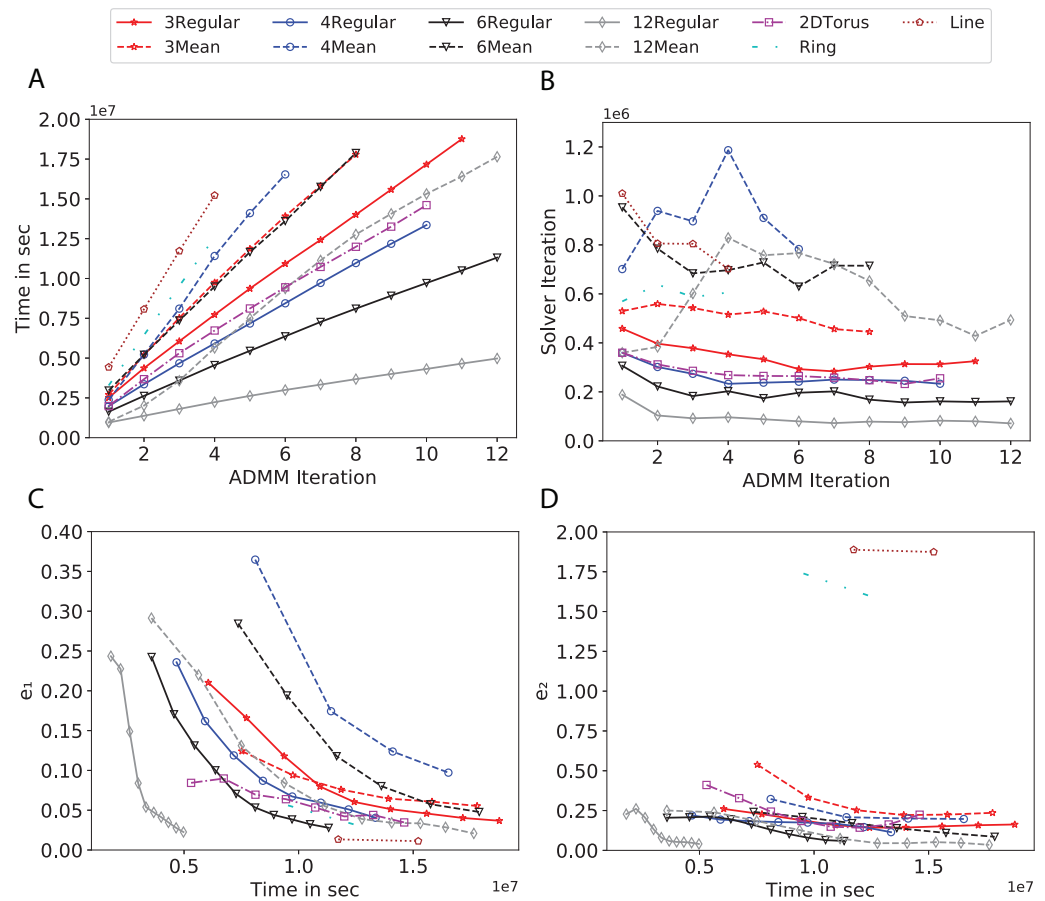 3Regular 4Regular 6Regular 12Regular 2DTorus Line
3Mean 4Mean 6Mean 12Mean Ring
A
1e7
2.00
1.75
1.50
1.25
1.00
0.75
0.50
0.25
0.00
Time in sec
2 4 6 8 10 12
ADMM Iteration
B
1e6
1.2
1.0
0.8
0.6
0.4
0.2
0.0
Solver Iteration
2 4 6 8 10 12
ADMM Iteration
C
0.40
0.35
0.30
0.25
0.20
0.15
0.10
0.05
0.00
e₁
0.5 1.0 1.5
Time in sec
1e7
D
2.00
1.75
1.50
1.25
1.00
0.75
0.50
0.25
0.00
e₂
0.5 1.0 1.5
Time in sec
1e7